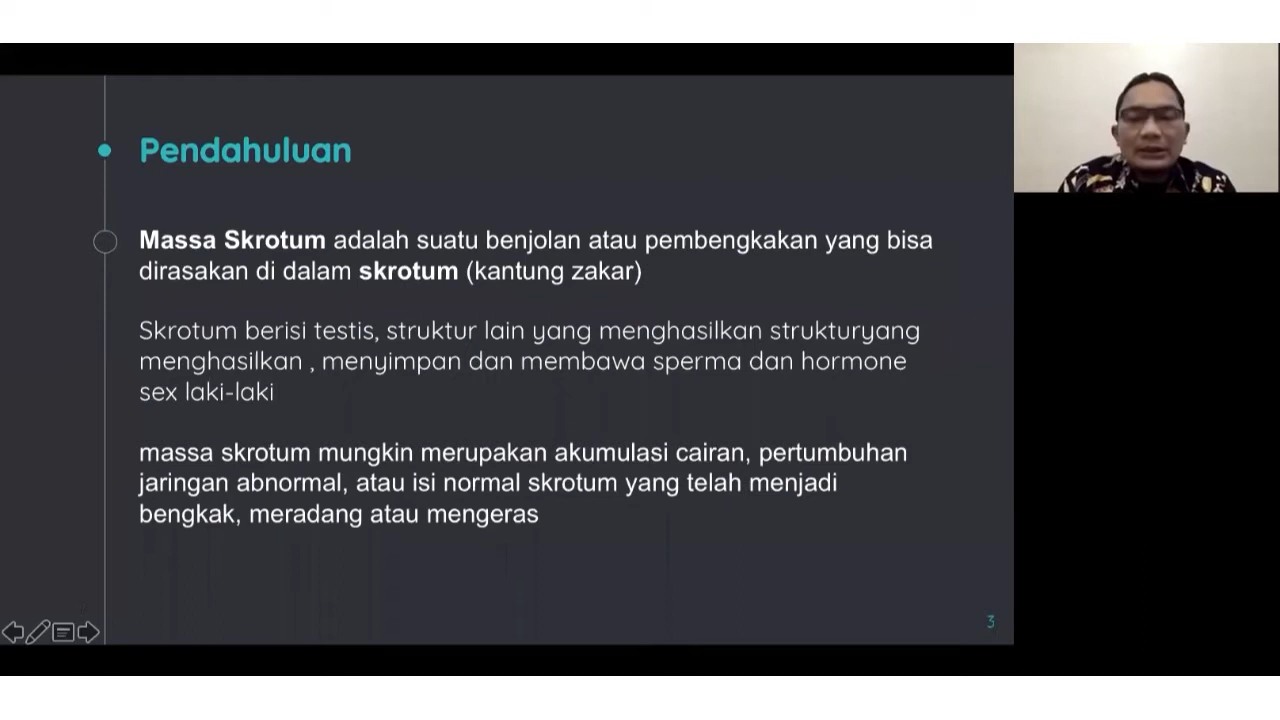 Pendahuluan
Massa Skrotum adalah suatu benjolan atau pembengkakan yang bisa
dirasakan di dalam skrotum (kantung zakar)
Skrotum berisi testis, struktur lain yang menghasilkan strukturyang
menghasilkan , menyimpan dan membawa sperma dan hormone
sex laki-laki
massa skrotum mungkin merupakan akumulasi cairan, pertumbuhan
jaringan abnormal, atau isi normal skrotum yang telah menjadi
bengkak, meradang atau mengeras
3